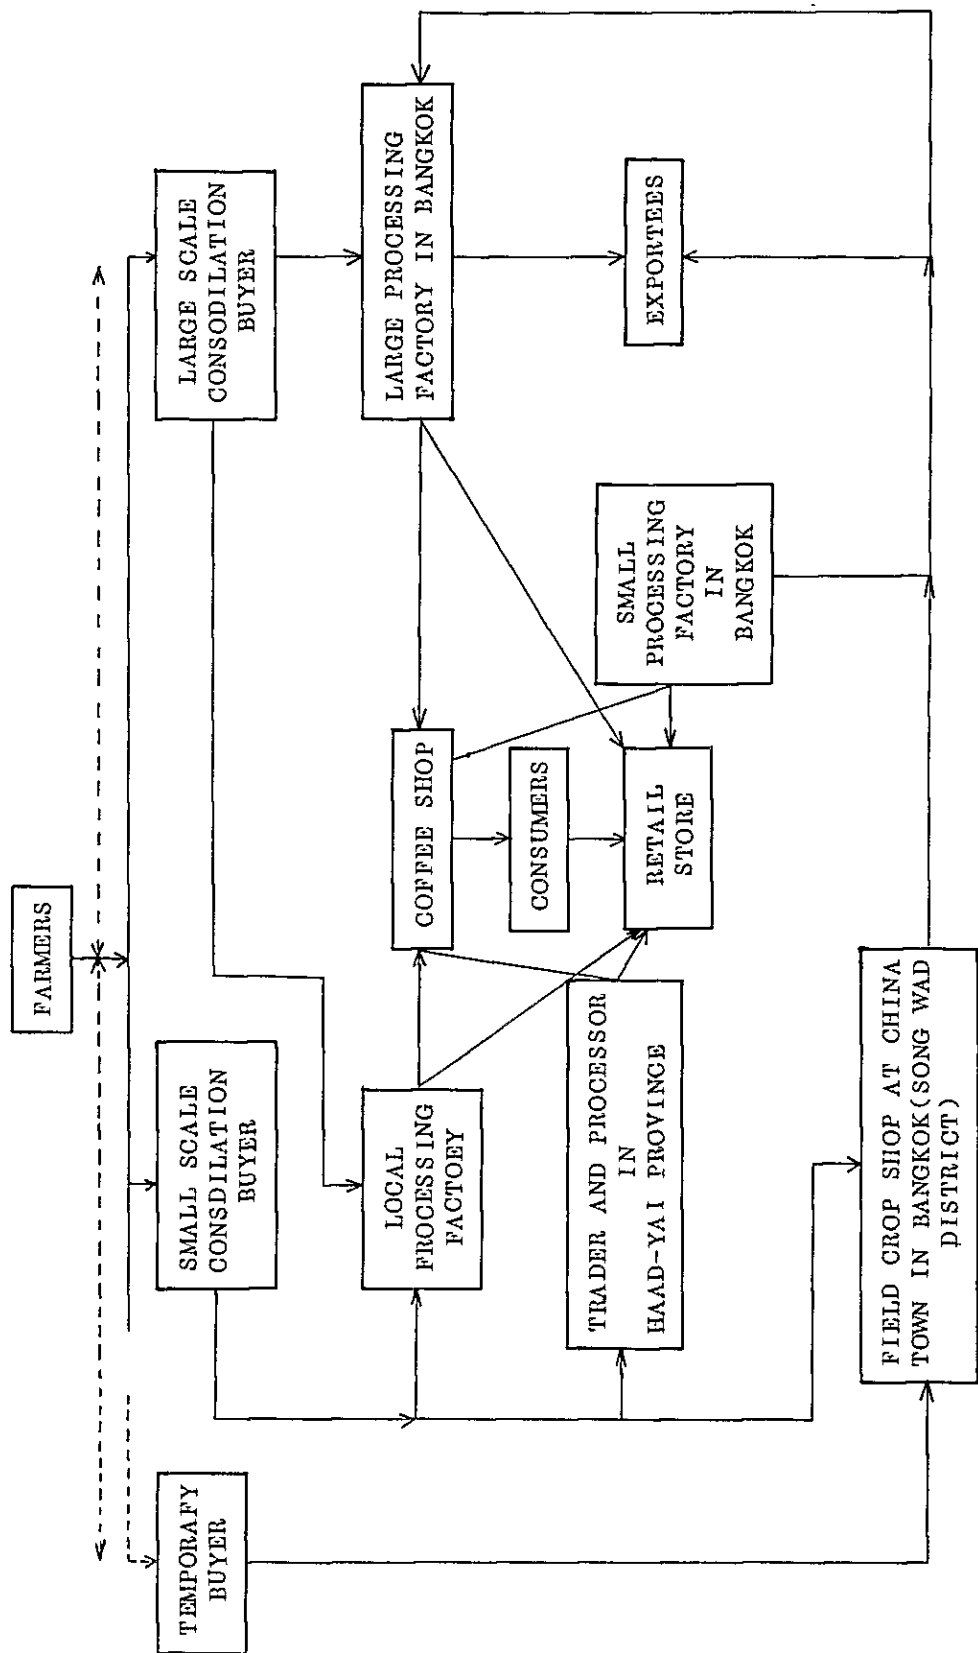 FARMERS
TEMPORAFY
BUYER
SMALL SCALE
CONSDILATION
BUYER
LARGE SCALE
CONSODILATION
BUYER
LOCAL
FROCESSING
FACTOEY
COFFEE SHOP
LARGE PROCESSING
FACTORY IN BANGKOK
CONSUMERS
TRADER AND PROCESSOR
IN
HAAD-YAI PROVINCE
RETAIL
STORE
SMALL
PROCESSING
FACTORY
IN
BANGKOK
EXPORTEES
FIELD CROP SHOP AT CHINA
TOWN IN BANGKOK(SONG WAD
DISTRICT)